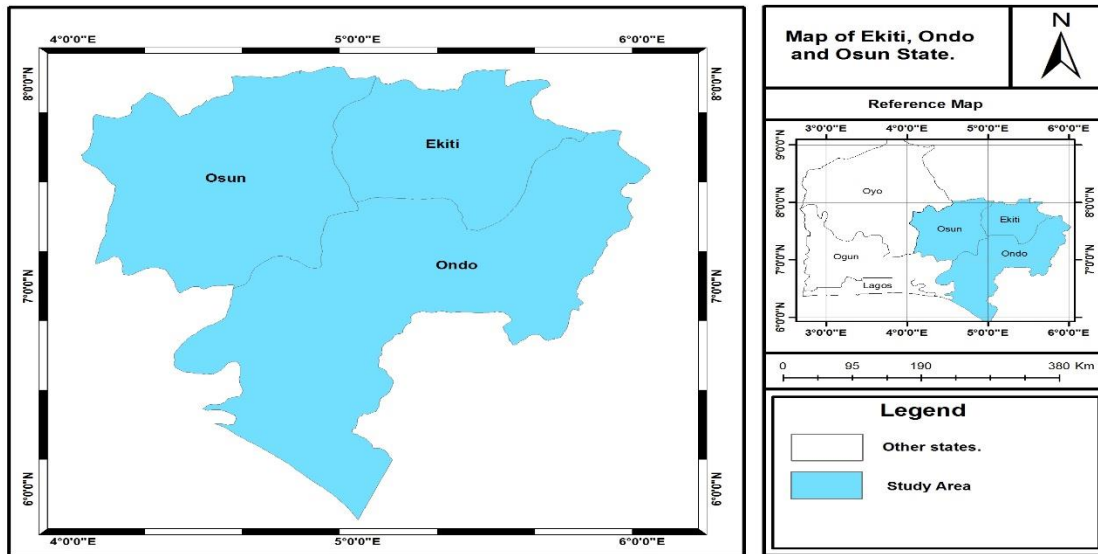 4°0'0"E 5°0'0"E 6°0'0"E
8°0'0"N 8°0'0"N
Ekiti
Osun
Ondo
7°0'0"N 7°0'0"N
6°0'0"N 6°0'0"N
4°0'0"E 5°0'0"E 6°0'0"E
Map of Ekiti, Ondo
and Osun State.
N
Reference Map
3°0'0"E 4°0'0"E 5°0'0"E 6°0'0"E
9°0'0"N
Oyo
8°0'0"N 8°0'0"N
Osun Ekiti
Ogun Ondo
7°0'0"N 7°0'0"N
Lagos
6°0'0"N 6°0'0"N
3°0'0"E 4°0'0"E 5°0'0"E 6°0'0"E
0 95 190 380 Km
Legend
Other states.
Study Area